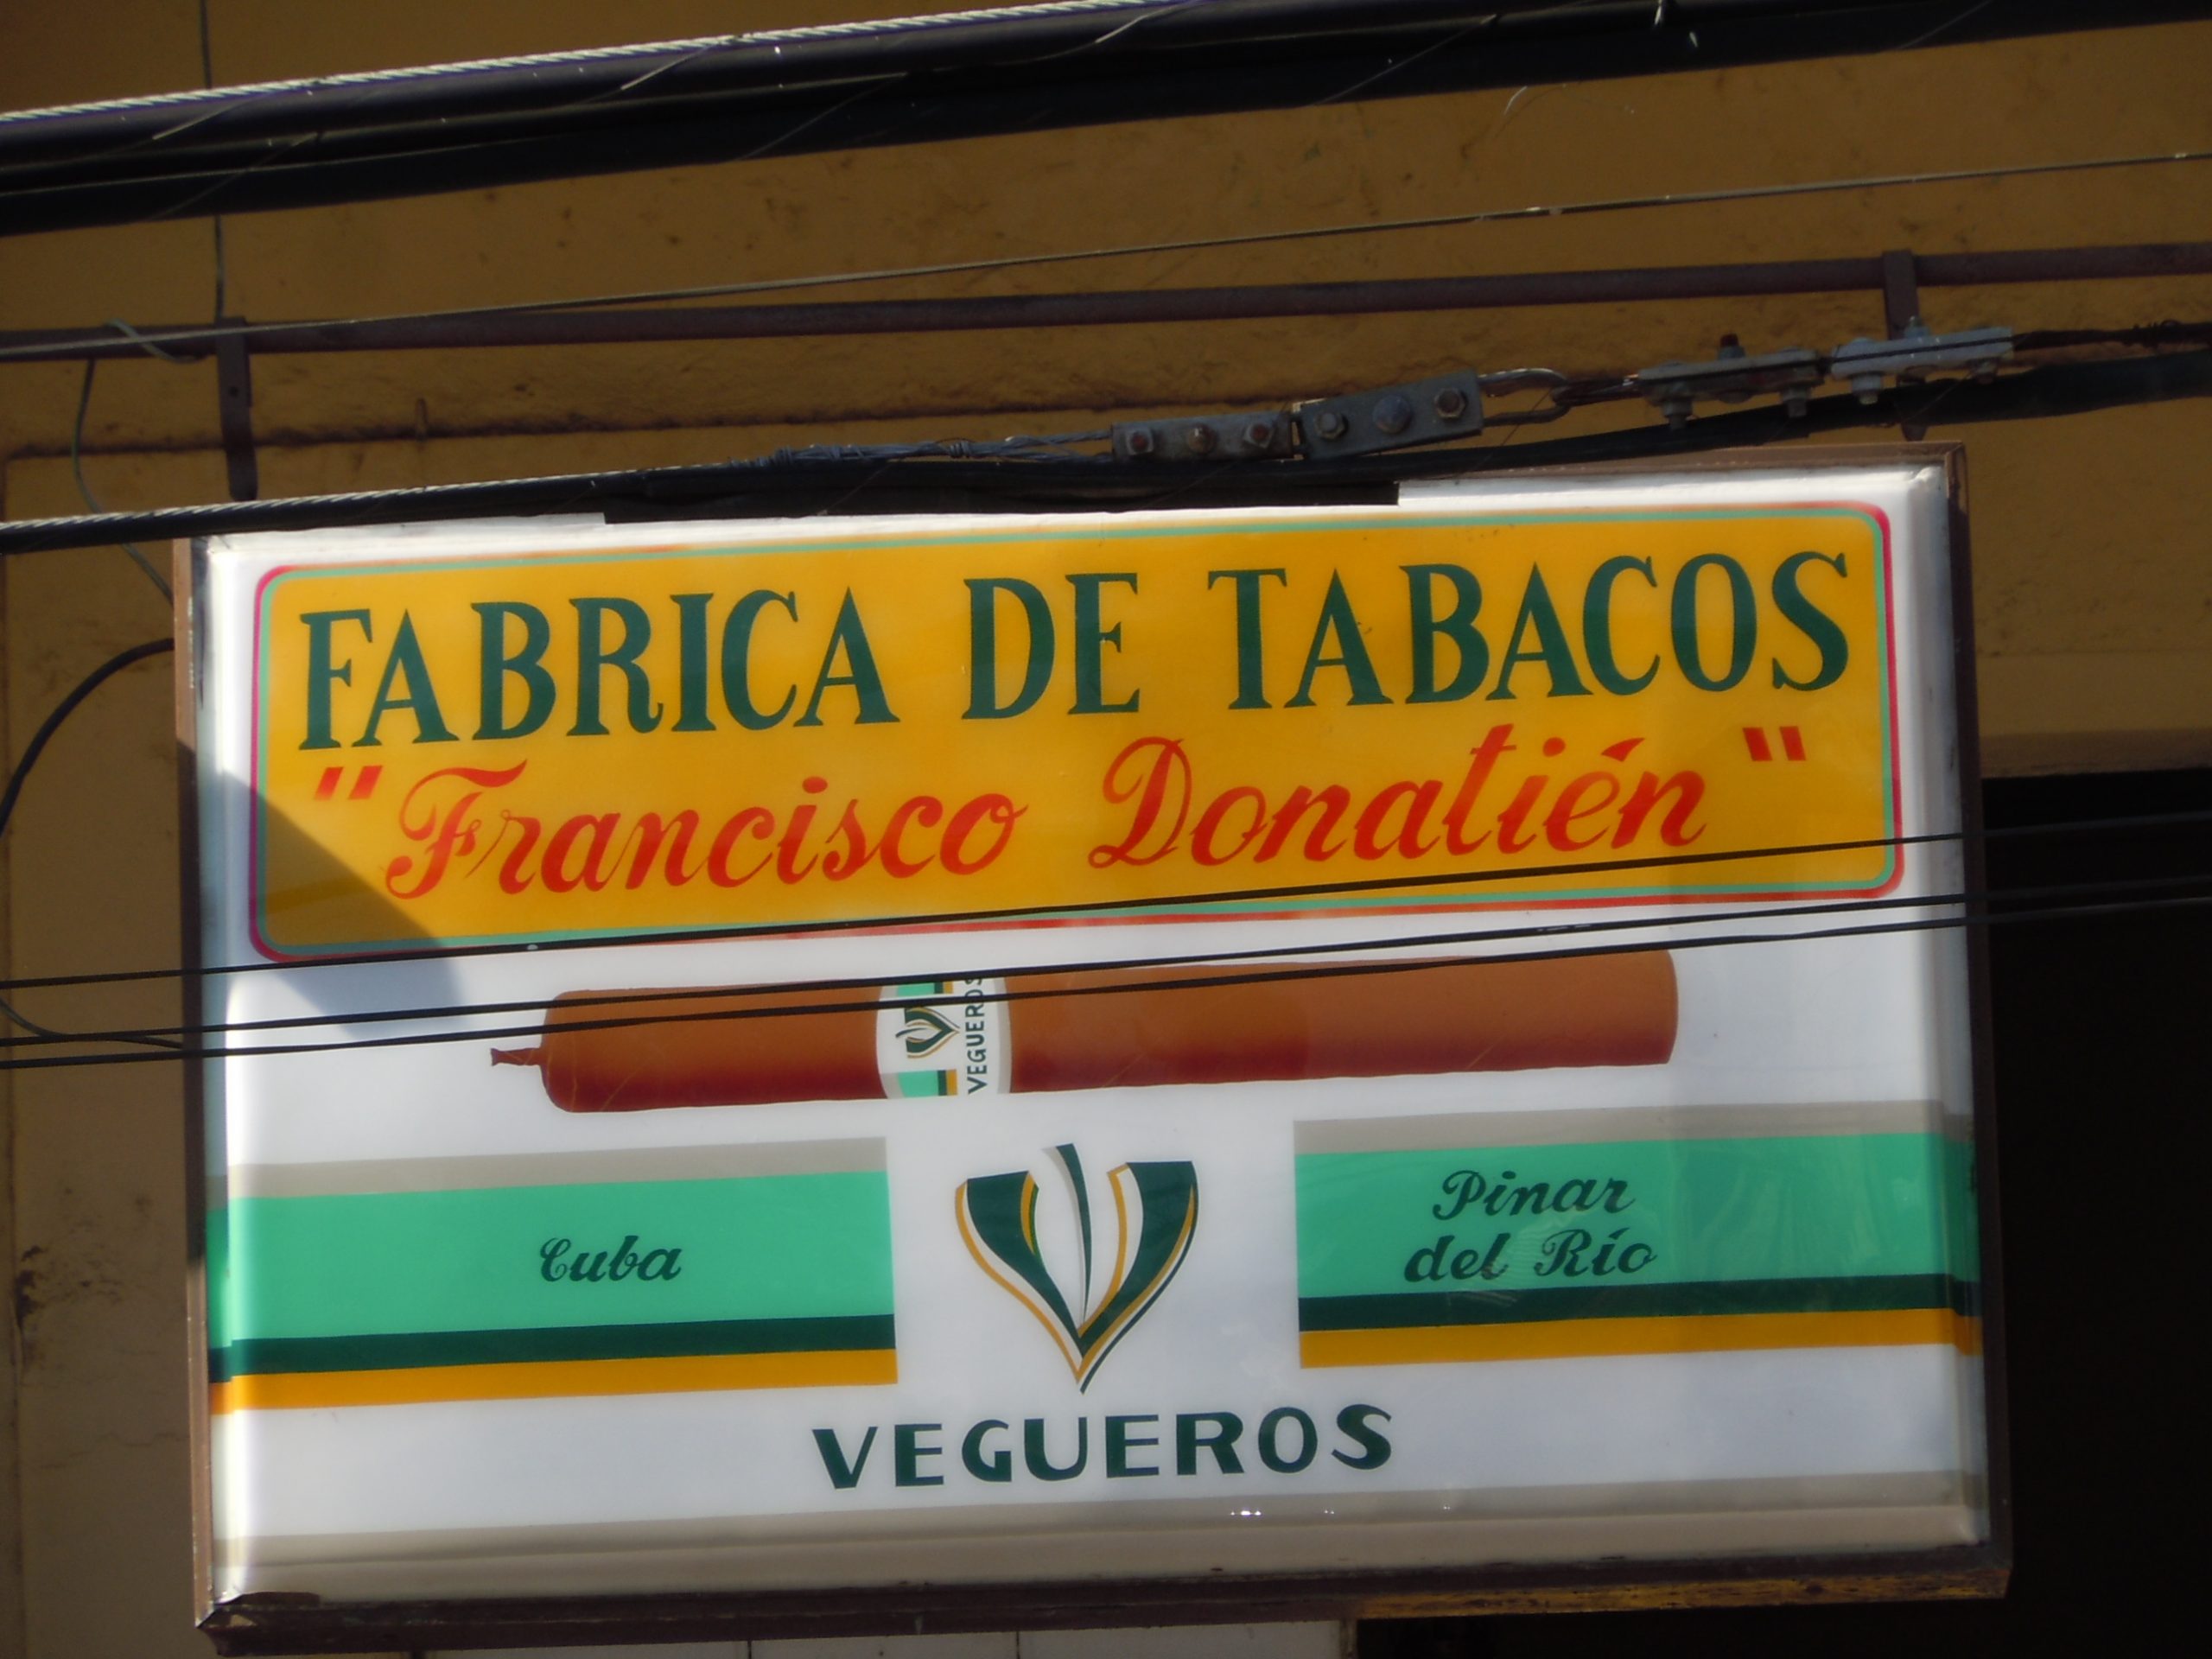 FABRICA DE TABACOS
"Francisco Donatién"
VEGUEROS
Cuba
Pinar
del Río
VEGUEROS